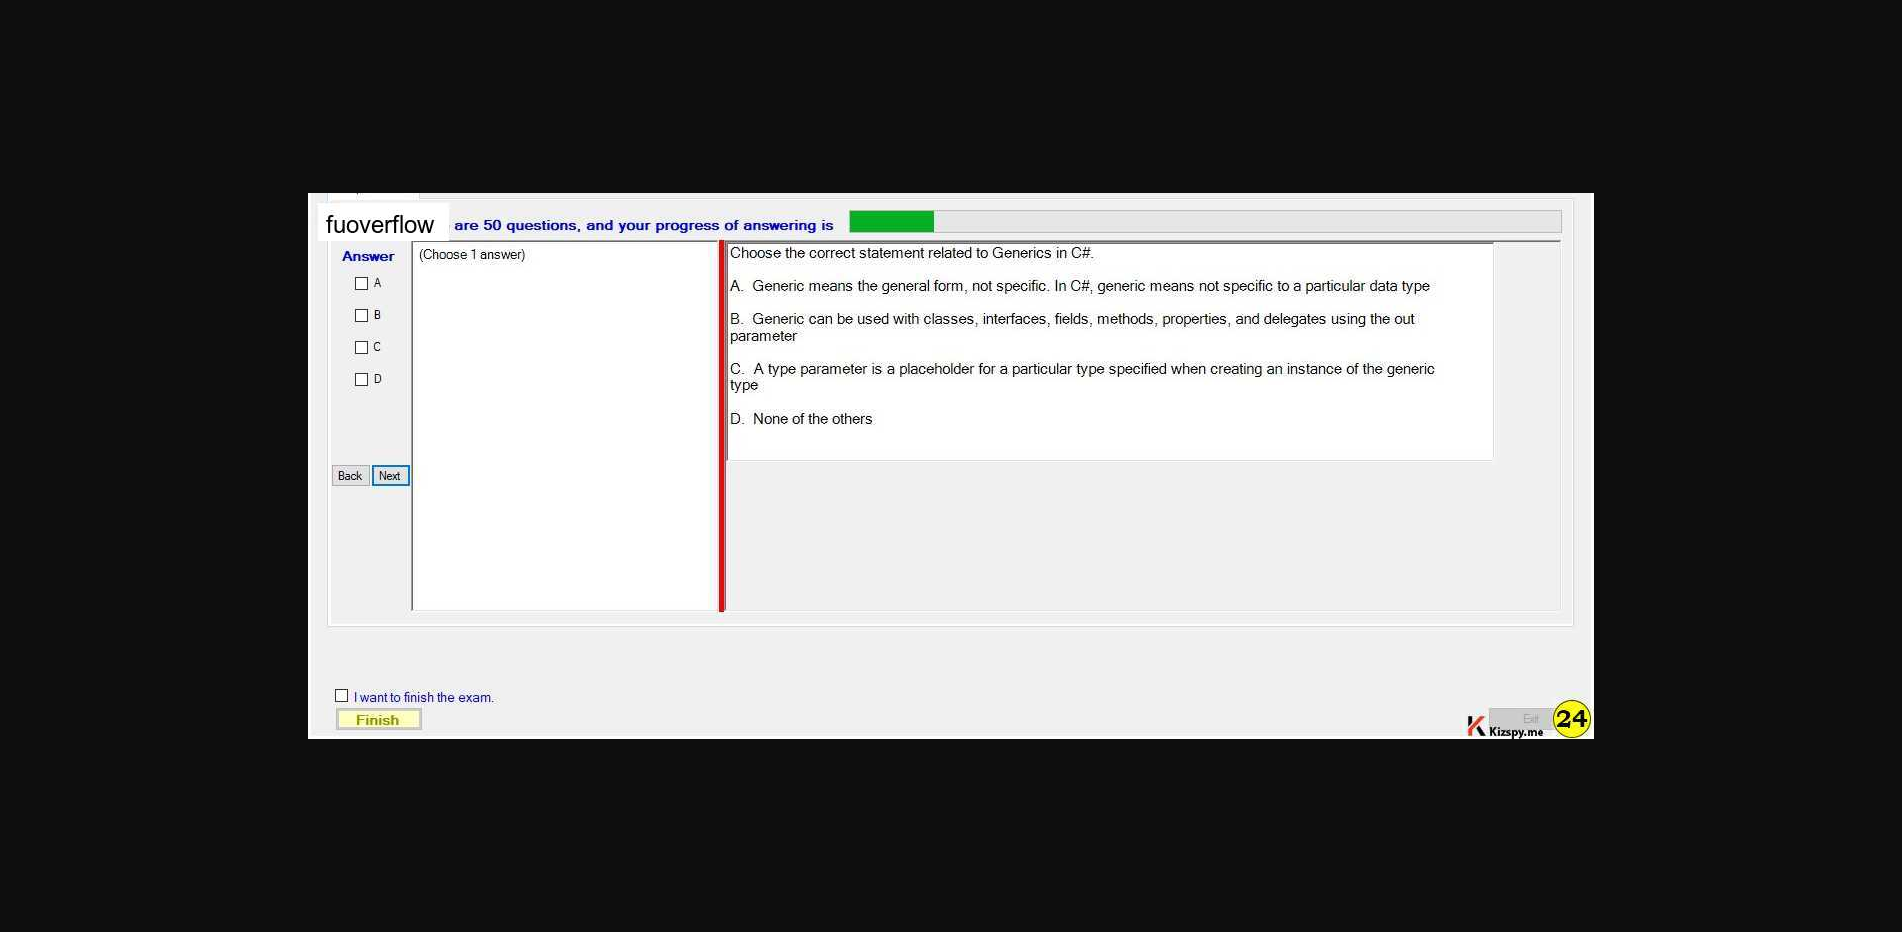 fuoverflow are 50 questions, and your progress of answering is
Answer
(Choose 1 answer)
A
B
C
D
Back Next
Choose the correct statement related to Generics in C#.
A. Generic means the general form, not specific. In C#, generic means not specific to a particular data type
B. Generic can be used with classes, interfaces, fields, methods, properties, and delegates using the out
parameter
C. A type parameter is a placeholder for a particular type specified when creating an instance of the generic
type
D. None of the others
I want to finish the exam.
Finish
Exit
Kizspy.me
24